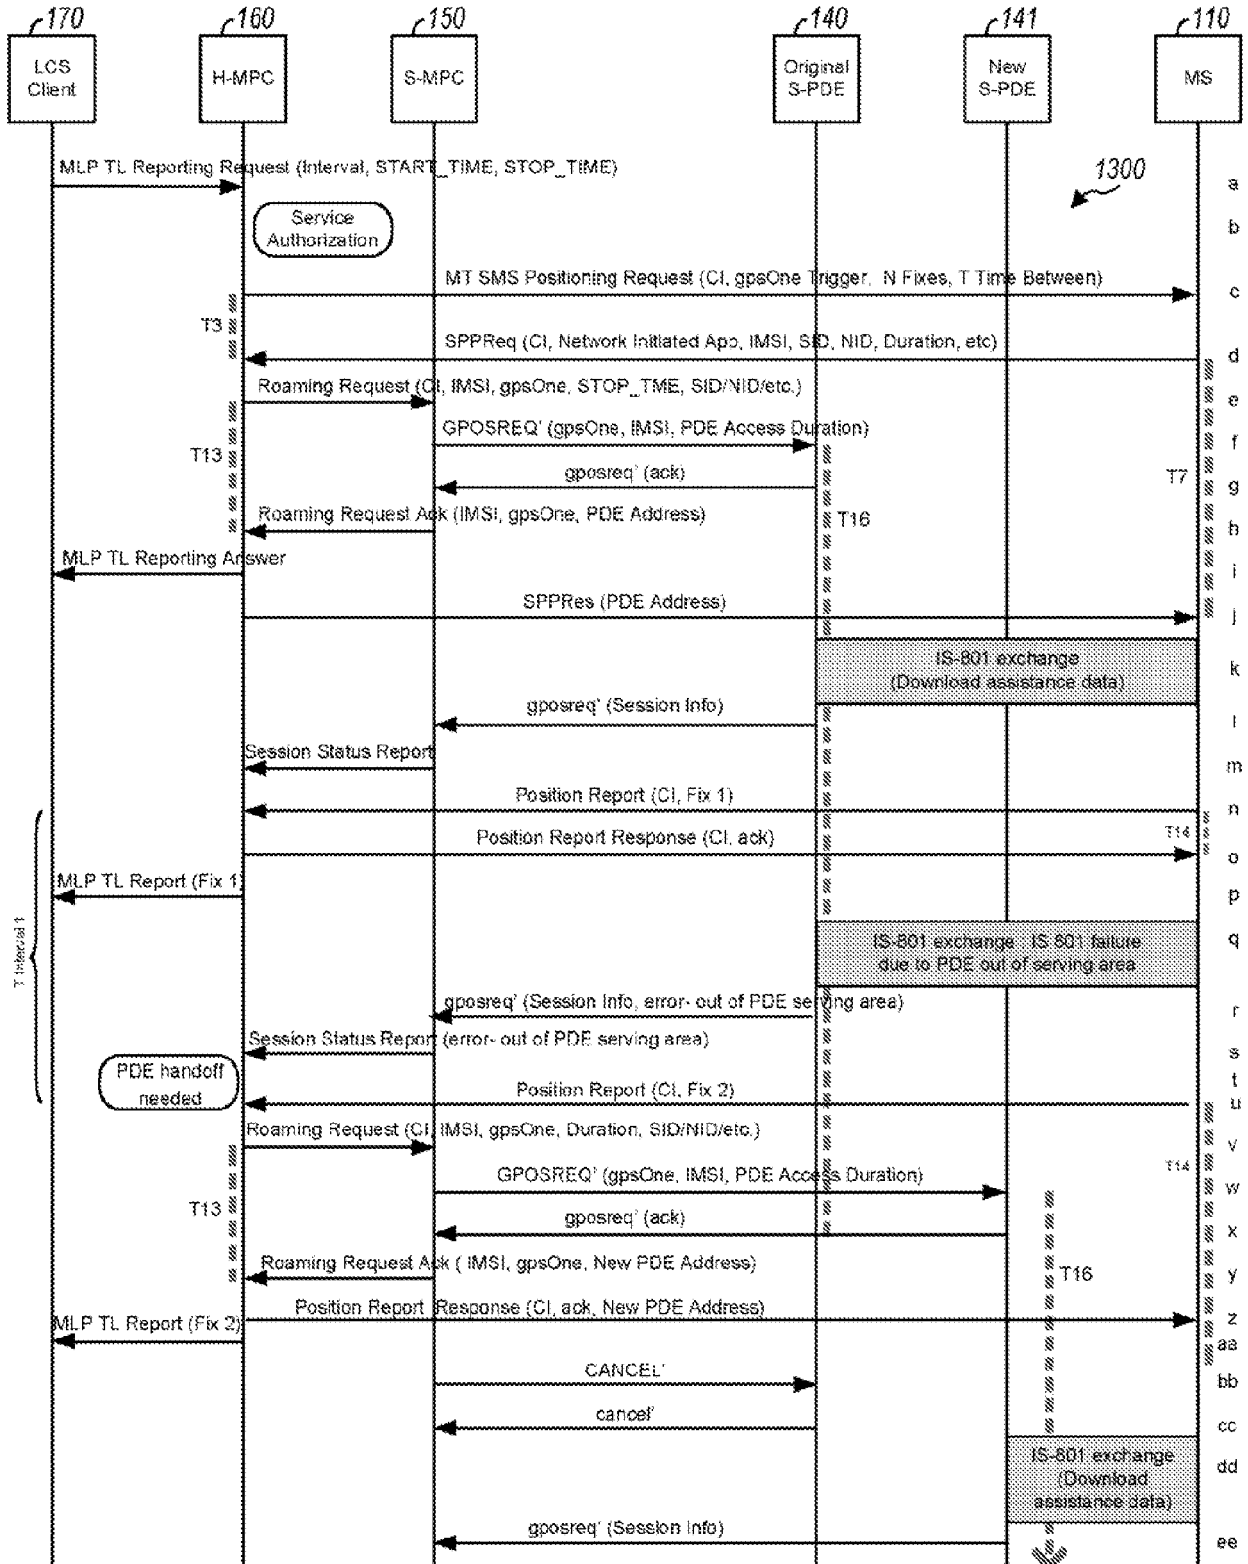 170
160
150
140
141
110
LCS
Client
H-MPC
S-MPC
Original
S-PDE
New
S-PDE
MS
MLP TL Reporting Request (Interval, START_TIME, STOP_TIME)
1300
a
Service
Authorization
b
MT SMS Positioning Request (CI, gpsOne Trigger, N Fixes, T Time Between)
c
T3
SPPReq (CI, Network Initiated App, IMSI, SID, NID, Duration, etc)
d
Roaming Request (CI, IMSI, gpsOne, STOP_TME, SID/NID/etc.)
e
GPOSREQ' (gpsOne, IMSI, PDE Access Duration)
f
T13
gposreq' (ack)
T7
g
Roaming Request Ack (IMSI, gpsOne, PDE Address)
T16
h
MLP TL Reporting Answer
i
SPPRes (PDE Address)
j
IS-801 exchange
(Download assistance data)
k
gposreq' (Session Info)
l
Session Status Report
m
Position Report (CI, Fix 1)
n
Position Report Response (CI, ack)
T14
o
MLP TL Report (Fix 1)
p
T Interval 1
IS-801 exchange IS 801 failure
due to PDE out of serving area
q
gposreq' (Session Info, error- out of PDE serving area)
r
Session Status Report (error- out of PDE serving area)
s
PDE handoff
needed
t
Position Report (CI, Fix 2)
u
Roaming Request (CI, IMSI, gpsOne, Duration, SID/NID/etc.)
v
T14
GPOSREQ' (gpsOne, IMSI, PDE Access Duration)
w
T13
gposreq' (ack)
x
Roaming Request Ack ( IMSI, gpsOne, New PDE Address)
T16
y
Position Report Response (CI, ack, New PDE Address)
z
MLP TL Report (Fix 2)
aa
CANCEL'
bb
cancel'
cc
IS-801 exchange
(Download
assistance data)
dd
gposreq' (Session Info)
ee